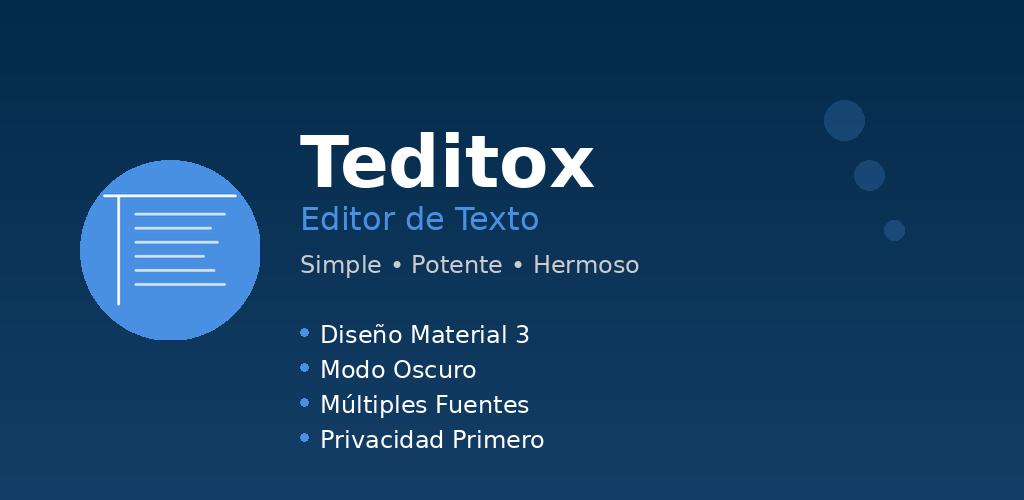 Teditox
Editor de Texto
Simple • Potente • Hermoso
• Diseño Material 3
• Modo Oscuro
• Múltiples Fuentes
• Privacidad Primero